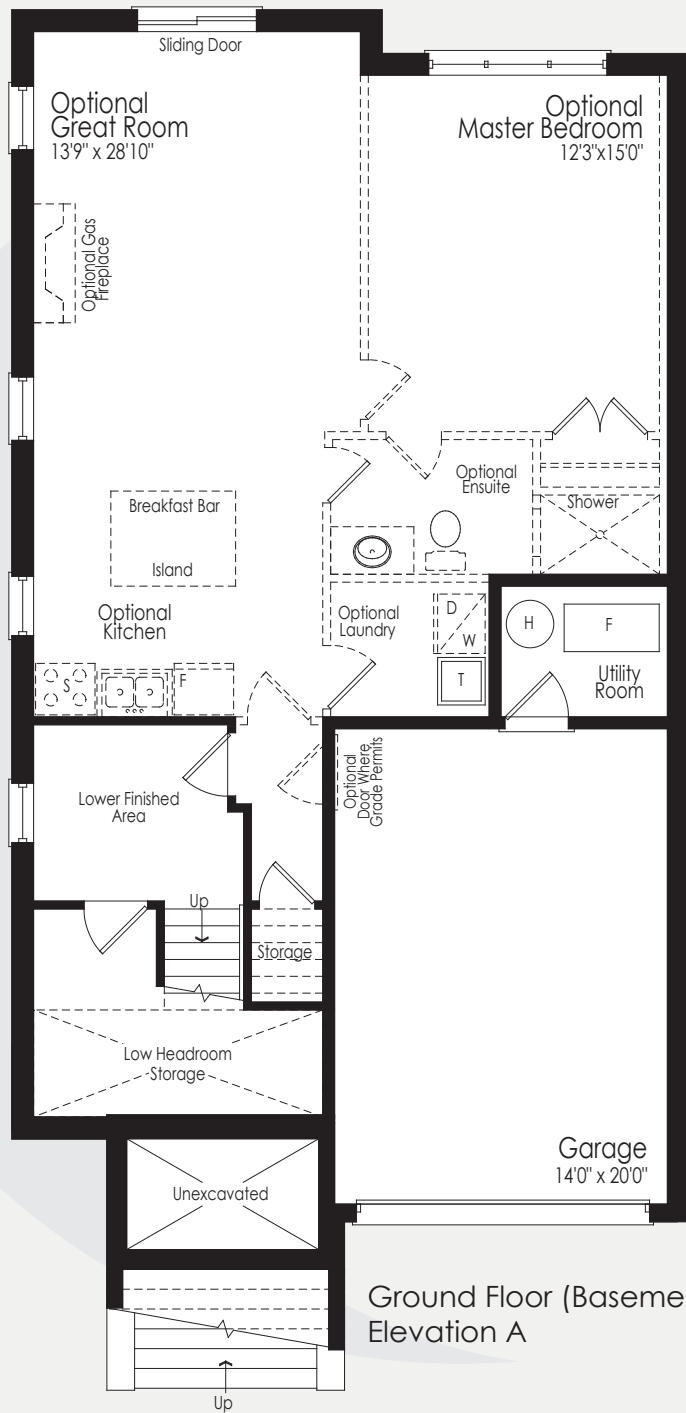 Sliding Door
Optional
Great Room
13'9" x 28'10"
Optional
Master Bedroom
12'3"x15'0"
Optional Gas
Fireplace
Optional
Ensuite
Shower
Breakfast Bar
Island
Optional
Kitchen
Optional
Laundry
D
W
T
H
F
Utility
Room
S
F
Lower Finished
Area
Optional
Door Where
Grade Permits
Up
Storage
Low Headroom
Storage
Garage
14'0" x 20'0"
Unexcavated
Ground Floor (Baseme
Elevation A
Up